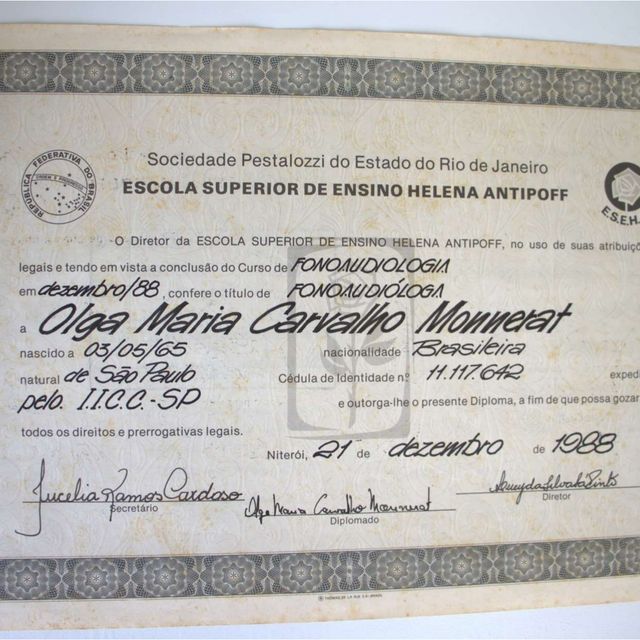 Sociedade Pestalozzi do Estado do Rio de Janeiro
ESCOLA SUPERIOR DE ENSINO HELENA ANTIPOFF
REPÚBLICA FEDERATIVA DO BRASIL
E.S.E.H.
O Diretor da ESCOLA SUPERIOR DE ENSINO HELENA ANTIPOFF, no uso de suas atribuiç
legais e tendo em vista a conclusão do Curso de FONOAUDIOLOGIA
em dezembro/88, confere o título de FONOAUDIÓLOGA
a Olga Maria Carvalho Monnerat
nascido a 03/05/65 nacionalidade Brasileira
natural de São Paulo Cédula de Identidade nº 11.117.642 expedi
pelo I.I.C.C.-SP e outorga-lhe o presente Diploma, a fim de que possa gozar
todos os direitos e prerrogativas legais.
Niterói, 21 de dezembro de 1988
Jucelia Ramos Cardoso
Secretário
Olga Maria Carvalho Monnerat
Diplomado
Diretor